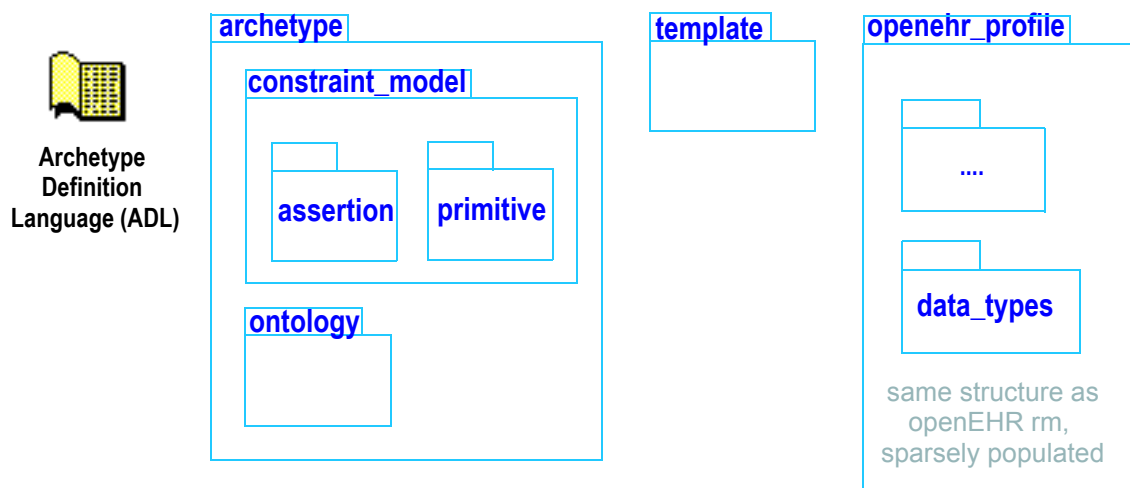 Archetype
Definition
Language (ADL)
archetype
constraint_model
assertion
primitive
ontology
template
openehr_profile
....
data_types
same structure as
openEHR rm,
sparsely populated